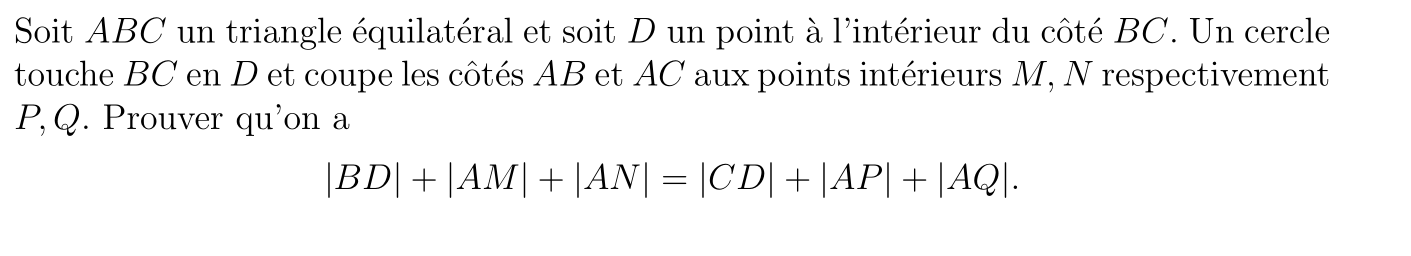 Soit ABC un triangle équilatéral et soit D un point à l'intérieur du côté BC. Un cercle
touche BC en D et coupe les côtés AB et AC aux points intérieurs M, N respectivement
P, Q. Prouver qu'on a
|BD| + |AM| + |AN| = |CD| + |AP| + |AQ|.